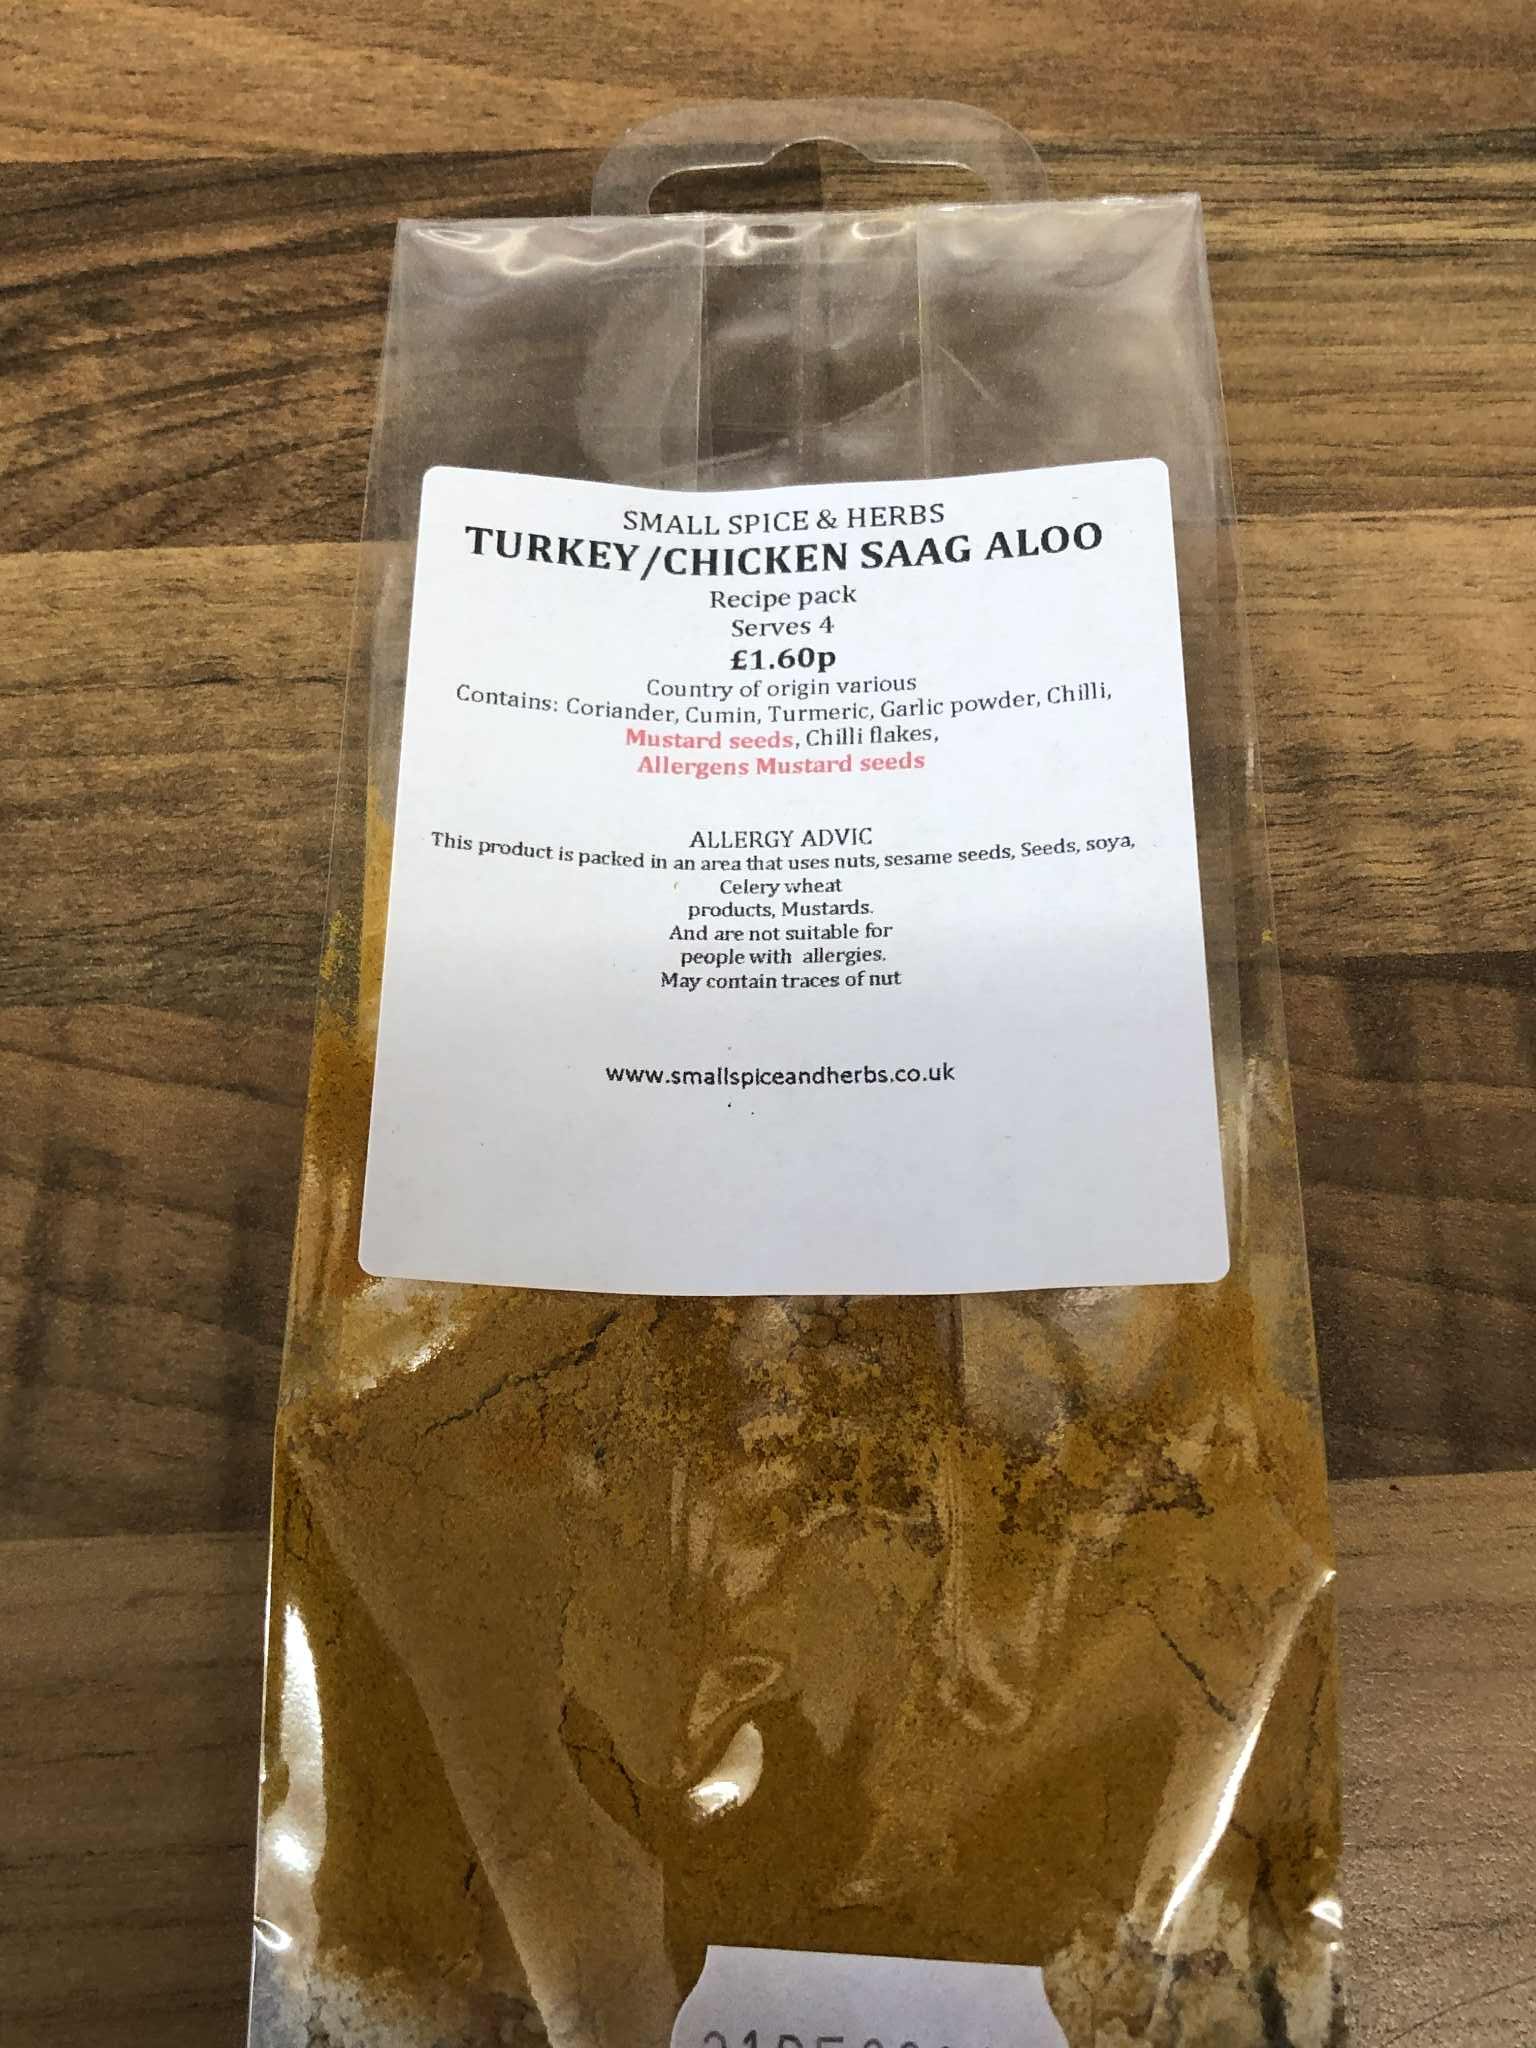 SMALL SPICE & HERBS
TURKEY/CHICKEN SAAG ALOO
Recipe pack
Serves 4
£1.60p
Country of origin various
Contains: Coriander, Cumin, Turmeric, Garlic powder, Chilli,
Mustard seeds, Chilli flakes,
Allergens Mustard seeds
ALLERGY ADVIC
This product is packed in an area that uses nuts, sesame seeds, Seeds, soya,
Celery wheat
products, Mustards.
And are not suitable for
people with allergies.
May contain traces of nut
www.smallspiceandherbs.co.uk